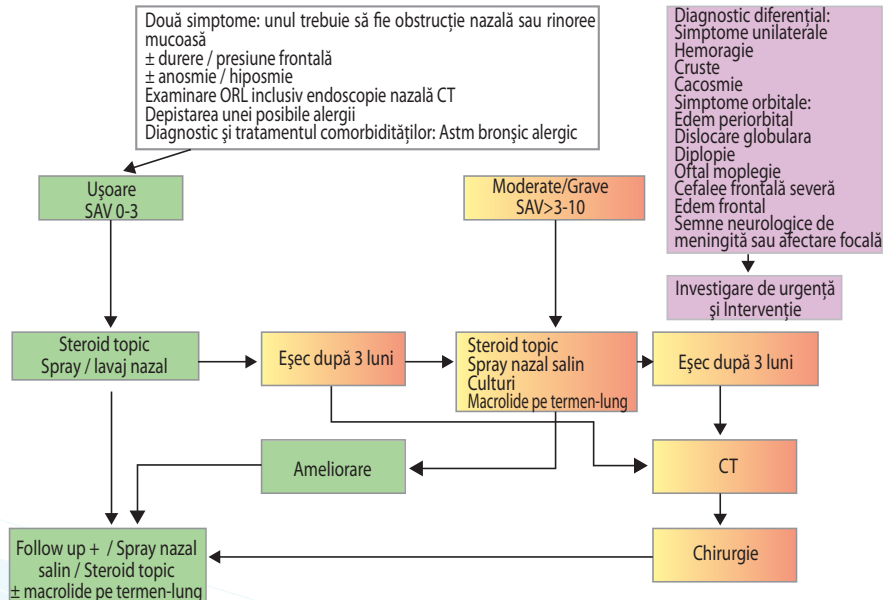 Două simptome: unul trebuie să fie obstrucție nazală sau rinoree
mucoasă
± durere / presiune frontală
± anosmie / hiposmie
Examinare ORL inclusiv endoscopie nazală CT
Depistarea unei posibile alergii
Diagnostic și tratamentul comorbidităților: Astm bronșic alergic
Diagnostic diferențial:
Simptome unilaterale
Hemoragie
Cruste
Cacosmie
Simptome orbitale:
Edem periorbital
Dislocare globulara
Diplopie
Oftal moplegie
Cefalee frontală severă
Edem frontal
Semne neurologice de
meningită sau afectare focală
Ușoare
SAV 0-3
Moderate/Grave
SAV>3-10
Investigare de urgență
și Intervenție
Steroid topic
Spray / lavaj nazal
Eșec după 3 luni
Steroid topic
Spray nazal salin
Culturi
Macrolide pe termen-lung
Eșec după 3 luni
Ameliorare
CT
Follow up + / Spray nazal
salin / Steroid topic
± macrolide pe termen-lung
Chirurgie